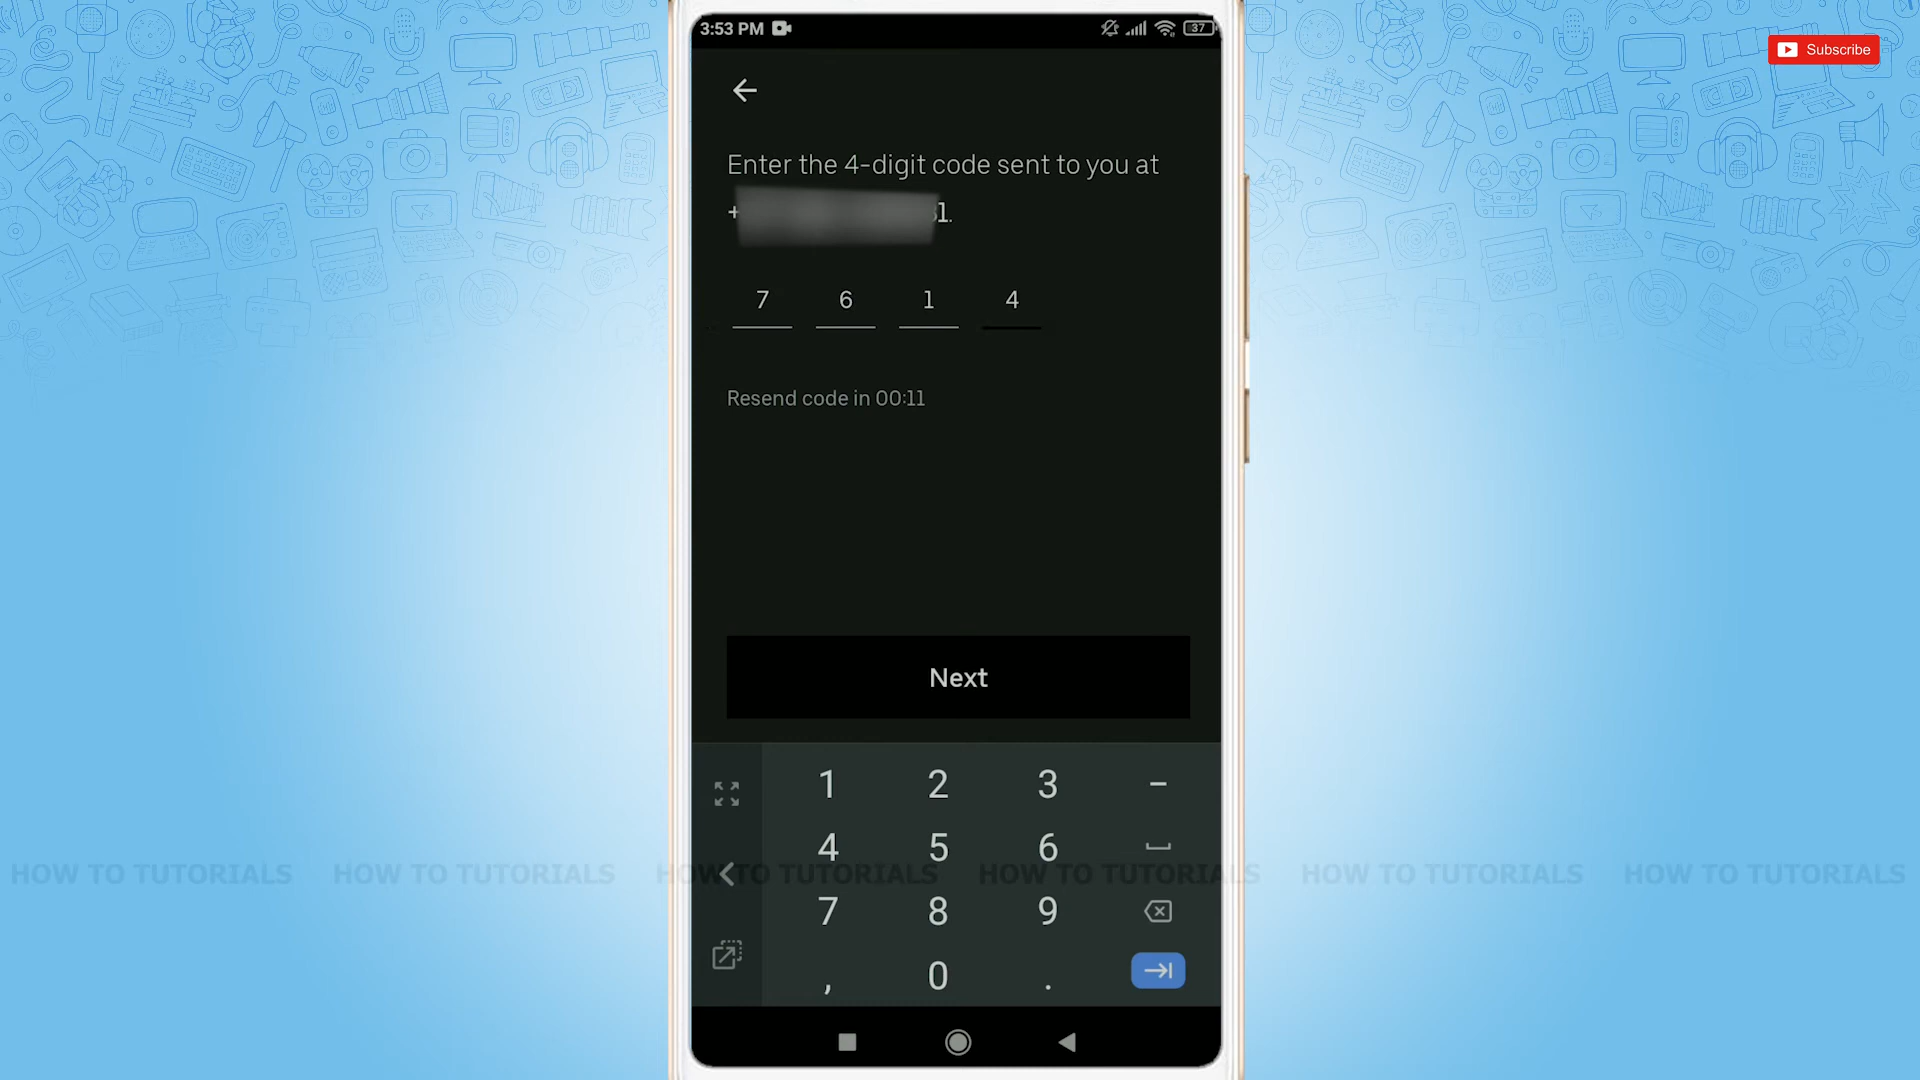 3:53 PM
37
Subscribe
Enter the 4-digit code sent to you at
+
1.
7 6 1 4
Resend code in 00:11
Next
1 2 3 -
4 5 6
HOW TO TUTORIALS HOW TO TUTORIALS HOW TO TUTORIALS HOW TO TUTORIALS HOW TO TUTORIALS HOW TO TUTORIALS
7 8 9
, 0 .